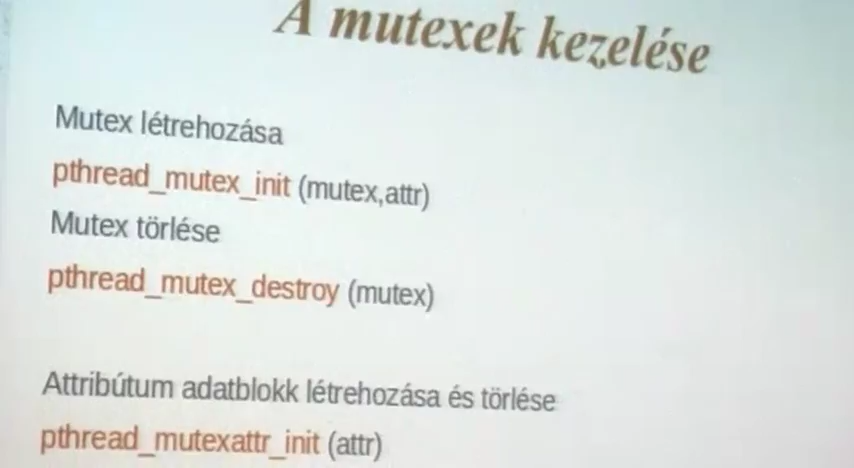 A mutexek kezelése
Mutex létrehozása
pthread_mutex_init (mutex,attr)
Mutex törlése
pthread_mutex_destroy (mutex)
Attribútum adatblokk létrehozása és törlése
pthread_mutexattr_init (attr)